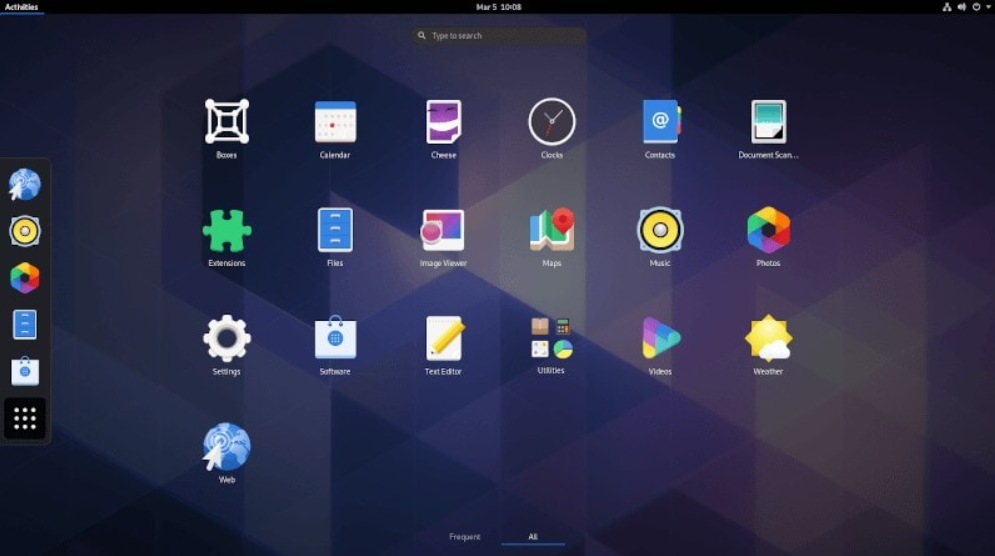 Activities
Mar 5 10:08
Type to search
Boxes
Calendar
Cheese
Clocks
Contacts
Document Scan...
Extensions
Files
Image Viewer
Maps
Music
Photos
Settings
Software
Text Editor
Utilities
Videos
Weather
Web
Frequent
All